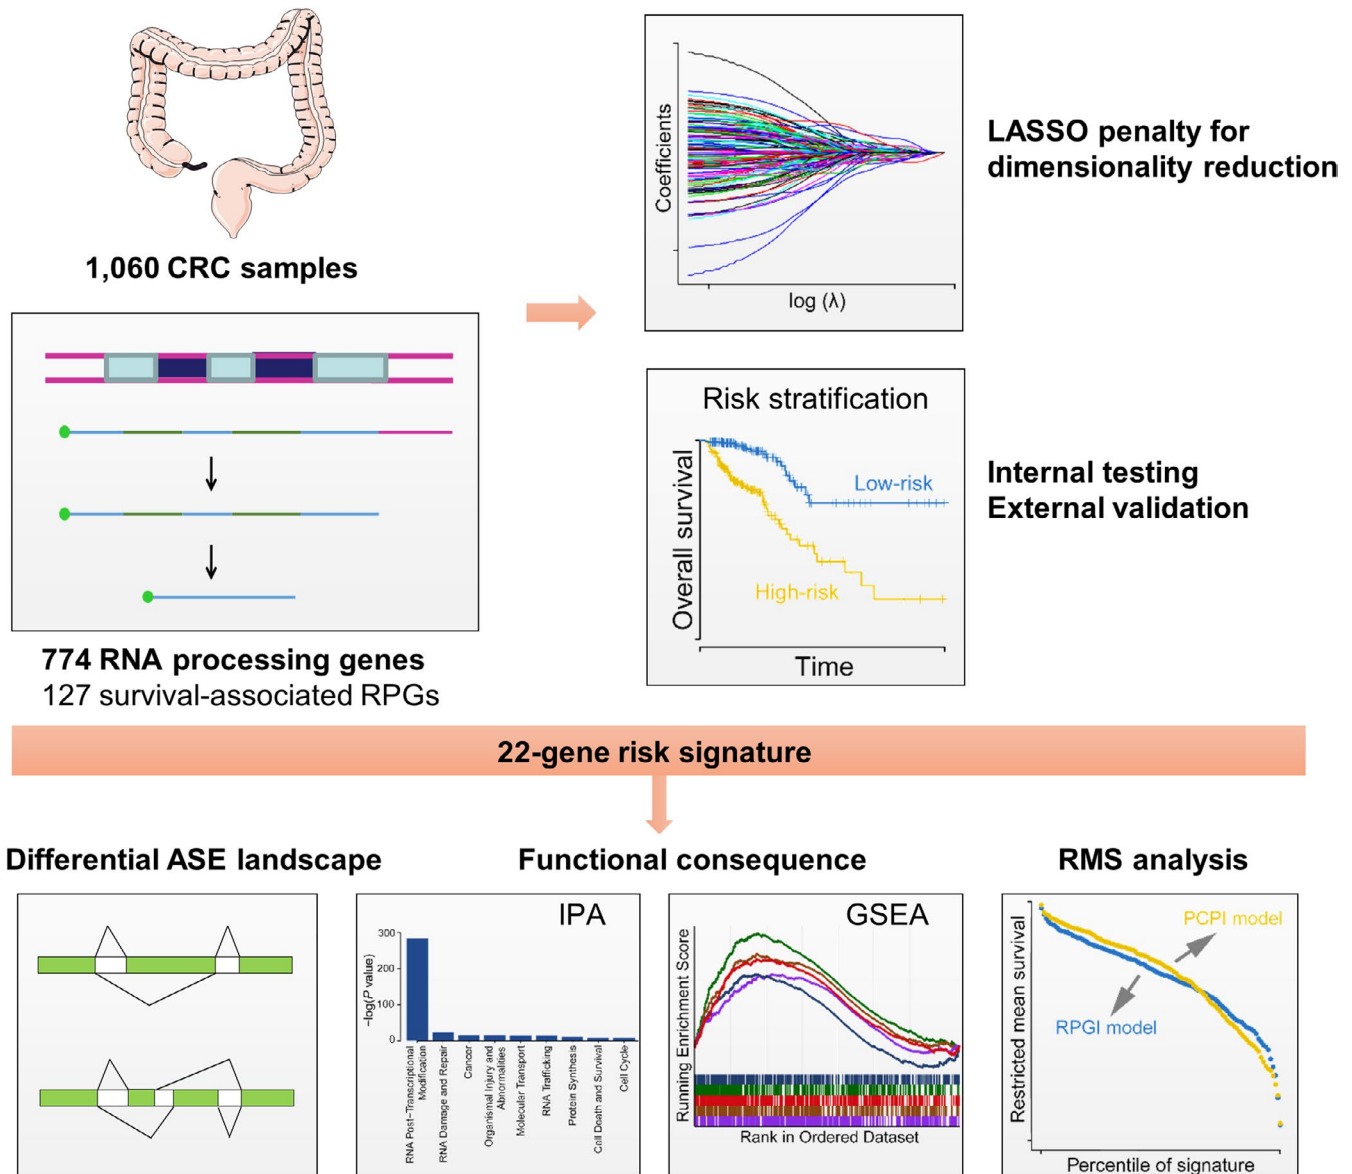 1,060 CRC samples
774 RNA processing genes
127 survival-associated RPGs
Coefficients
log (λ)
LASSO penalty for
dimensionality reduction
Risk stratification
Overall survival
Low-risk
High-risk
Time
Internal testing
External validation
22-gene risk signature
Differential ASE landscape
Functional consequence
RMS analysis
IPA
−log(P value)
300
200
100
0
RNA Post−Transcriptional
Modification
RNA Damage and Repair
Cancer
Organismal Injury and
Abnormalities
Molecular Transport
RNA Trafficking
Protein Synthesis
Cell Death and Survival
Cell Cycle
GSEA
Running Enrichment Score
Rank in Ordered Dataset
Restricted mean survival
PCPI model
RPGI model
Percentile of signature